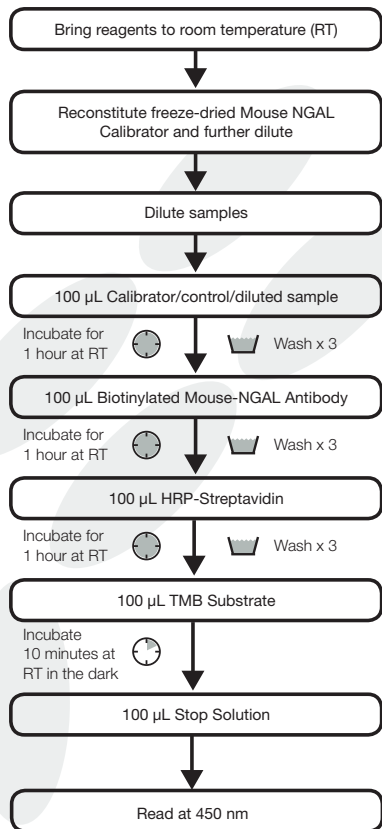 Bring reagents to room temperature (RT)
Reconstitute freeze-dried Mouse NGAL
Calibrator and further dilute
Dilute samples
100 µL Calibrator/control/diluted sample
Incubate for
1 hour at RT
Wash x 3
100 µL Biotinylated Mouse-NGAL Antibody
Incubate for
1 hour at RT
Wash x 3
100 µL HRP-Streptavidin
Incubate for
1 hour at RT
Wash x 3
100 µL TMB Substrate
Incubate
10 minutes at
RT in the dark
100 µL Stop Solution
Read at 450 nm